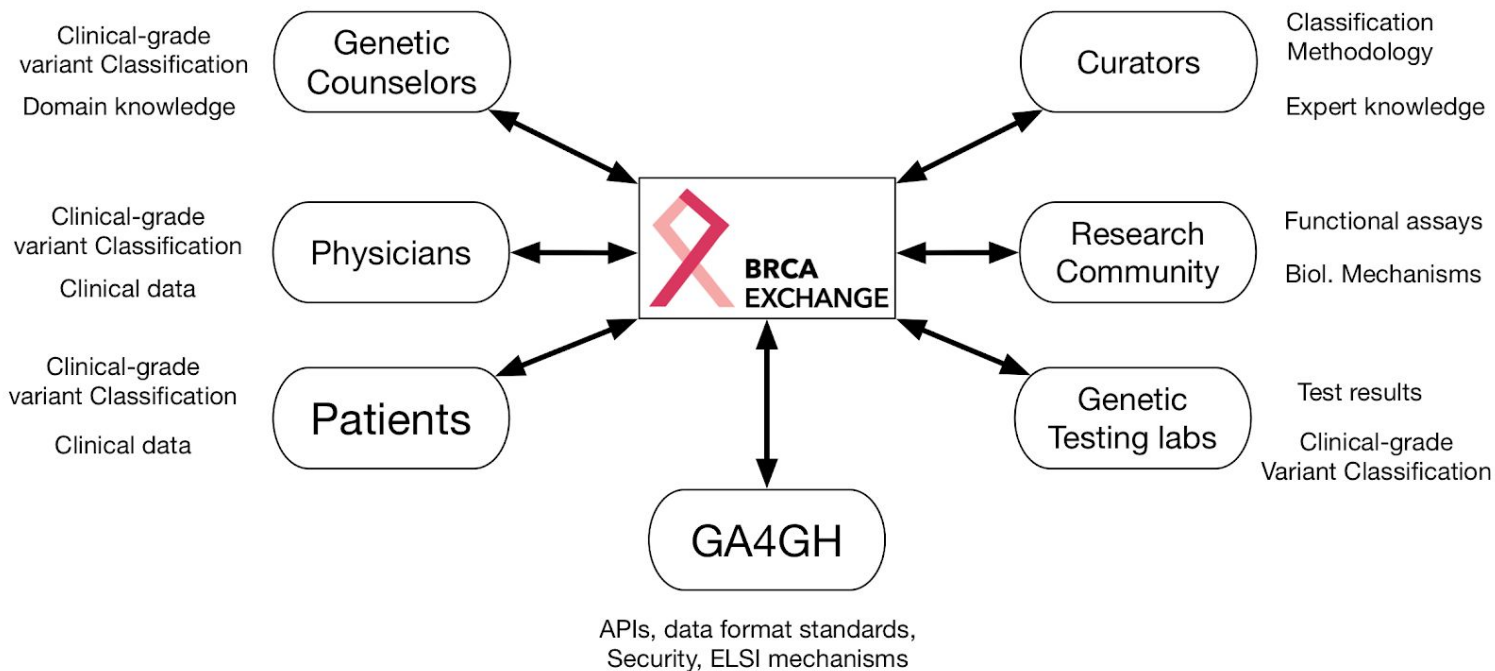 Clinical-grade
variant Classification
Domain knowledge
Genetic
Counselors
Curators
Classification
Methodology
Expert knowledge
Clinical-grade
variant Classification
Clinical data
Physicians
BRCA
EXCHANGE
Research
Community
Functional assays
Biol. Mechanisms
Clinical-grade
variant Classification
Clinical data
Patients
Genetic
Testing labs
Test results
Clinical-grade
Variant Classification
GA4GH
APIs, data format standards,
Security, ELSI mechanisms